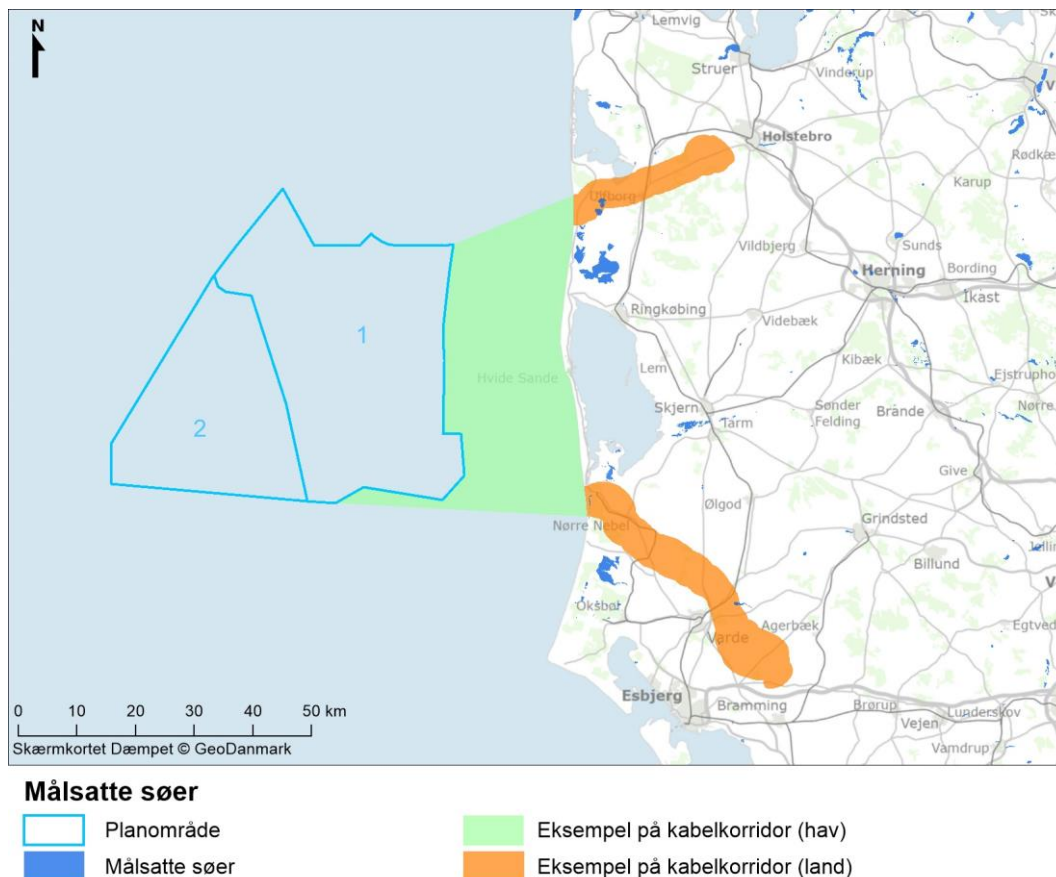 N
Lemvig
Struer
Vinderup
Holstebro
Rødkæ
Ulfborg
Karup
Vildbjerg
Sunds
Herning
Bording
Ikast
Ringkøbing
Videbæk
1
Kibæk
Ejstrupho
Hvide Sande
Lem
Nørre
Skjern
Sønder
Felding
Brande
2
Tarm
Give
Ølgod
Nørre Nebel
Grindsted
Billund
Jellin
V
Oksbøl
Agerbæk
Varde
Egtved
Esbjerg
Bramming
Brørup
Lunderskov
Vejen
Vamdrup
0 10 20 30 40 50 km
Skærmkortet Dæmpet © GeoDanmark
Målsatte søer
Planområde
Eksempel på kabelkorridor (hav)
Målsatte søer
Eksempel på kabelkorridor (land)